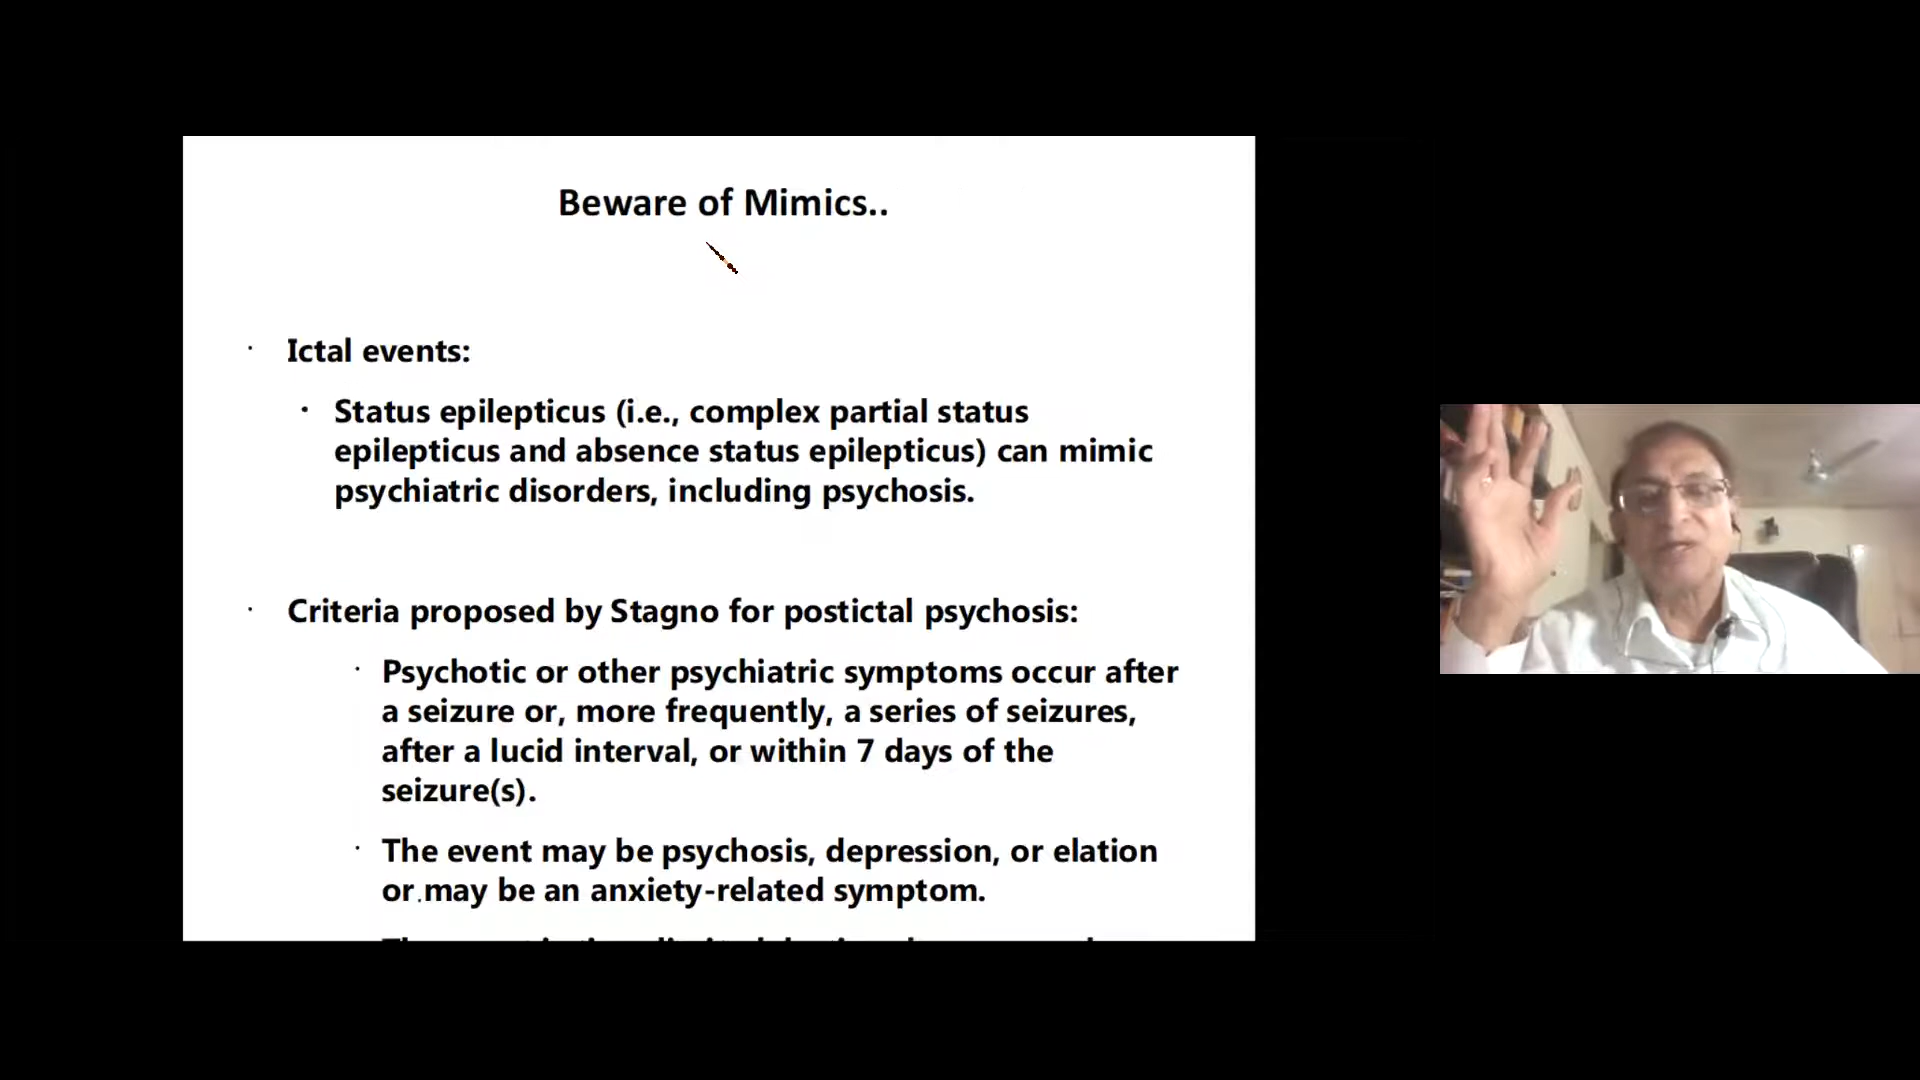 Beware of Mimics..
Ictal events:
Status epilepticus (i.e., complex partial status
epilepticus and absence status epilepticus) can mimic
psychiatric disorders, including psychosis.
Criteria proposed by Stagno for postictal psychosis:
Psychotic or other psychiatric symptoms occur after
a seizure or, more frequently, a series of seizures,
after a lucid interval, or within 7 days of the
seizure(s).
The event may be psychosis, depression, or elation
or may be an anxiety-related symptom.